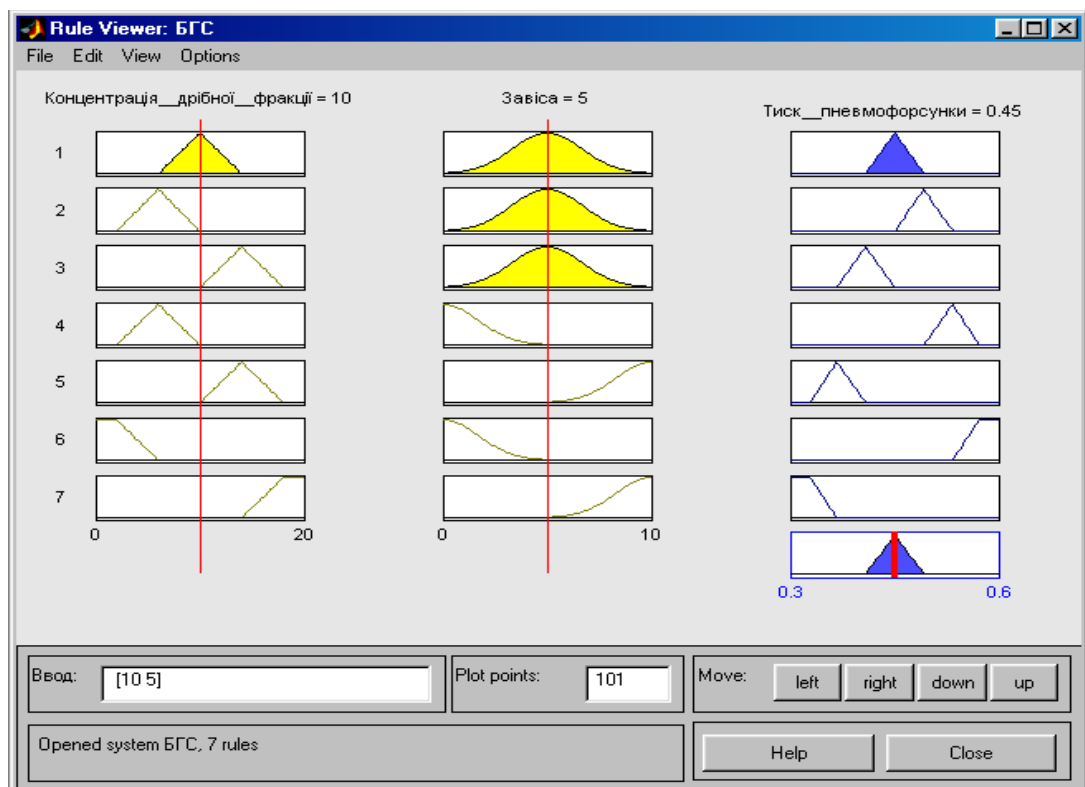 Rule Viewer: БГС
File Edit View Options
Концентрація__дрібної__фракції = 10
Завіса = 5
Тиск__пневмофорсунки = 0.45
1
2
3
4
5
6
7
0 20
0 10
0.3 0.6
Ввод: [10 5]
Plot points: 101
Move: left right down up
Opened system БГС, 7 rules
Help Close